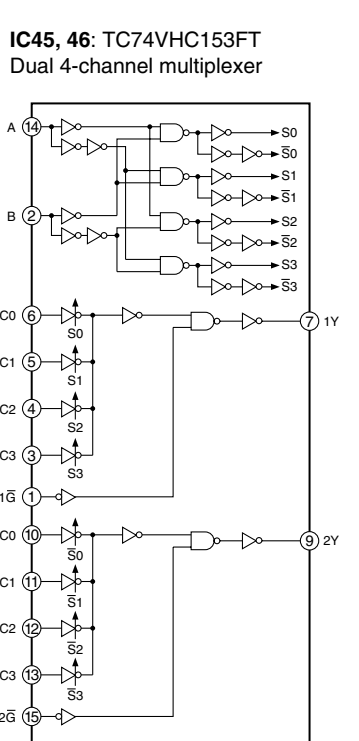 IC45, 46: TC74VHC153FT
Dual 4-channel multiplexer
A 14
S0
S̅0
S1
S̅1
B 2
S2
S̅2
S3
S̅3
C0 6
S0
7 1Y
C1 5
S1
C2 4
S2
C3 3
S3
1G̅ 1
C0 10
S̅0
9 2Y
C1 11
S̅1
C2 12
S̅2
C3 13
S̅3
2G̅ 15